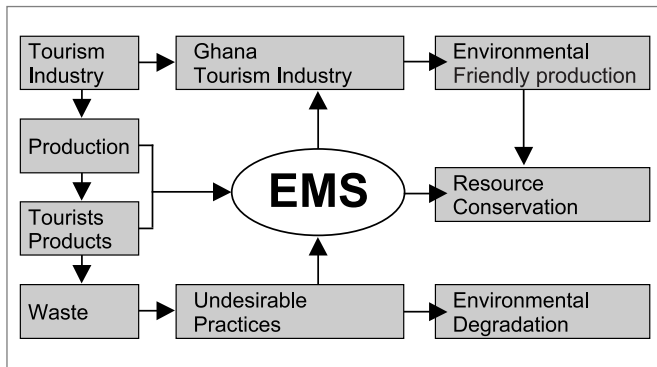 Tourism
Industry
Ghana
Tourism Industry
Environmental
Friendly production
Production
EMS
Resource
Conservation
Tourists
Products
Waste
Undesirable
Practices
Environmental
Degradation